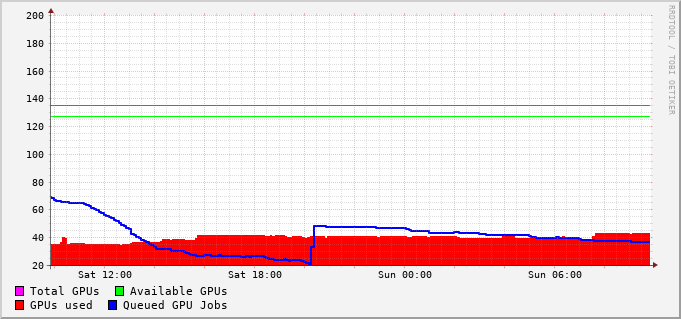 200
180
160
140
120
100
80
60
40
20
Sat 12:00 Sat 18:00 Sun 00:00 Sun 06:00
Total GPUs Available GPUs
GPUs used Queued GPU Jobs
RRDTOOL / TOBI OETIKER